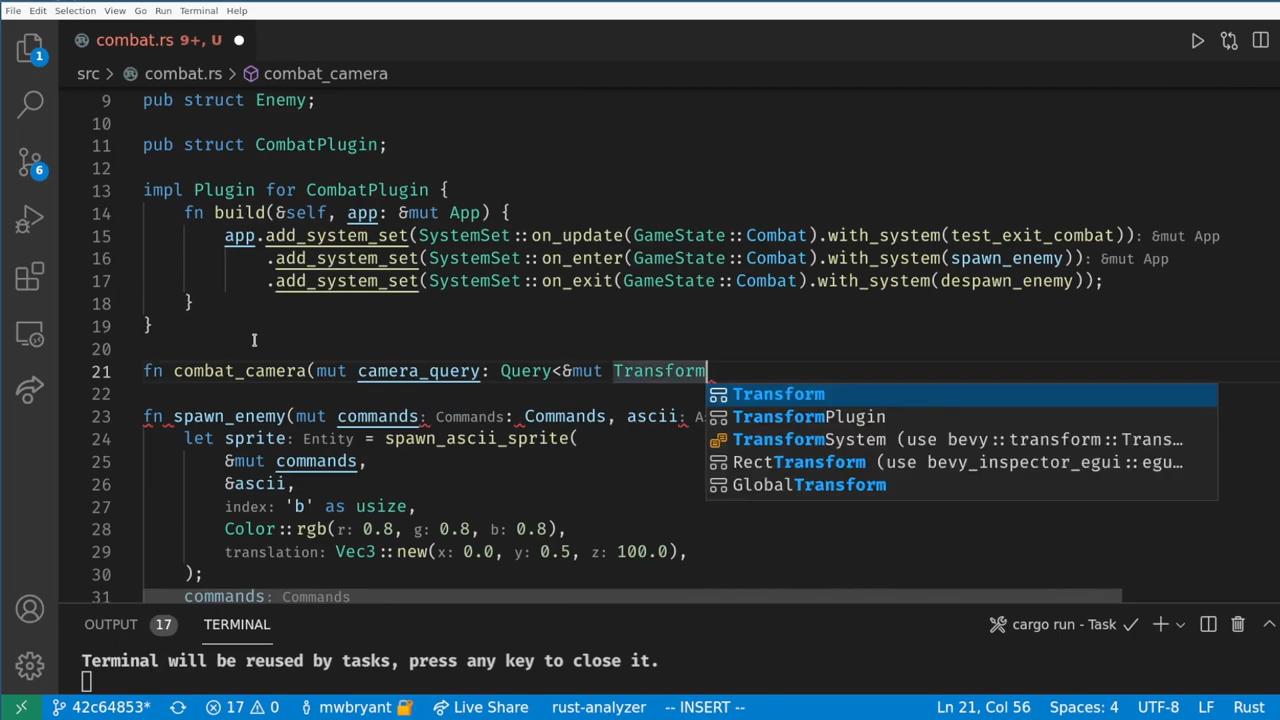 File Edit Selection View Go Run Terminal Help
combat.rs 9+, U
src > combat.rs > combat_camera
9 pub struct Enemy;
10
11 pub struct CombatPlugin;
12
13 impl Plugin for CombatPlugin {
14 fn build(&self, app: &mut App) {
15 app.add_system_set(SystemSet::on_update(GameState::Combat).with_system(test_exit_combat)): &mut App
16 .add_system_set(SystemSet::on_enter(GameState::Combat).with_system(spawn_enemy)): &mut App
17 .add_system_set(SystemSet::on_exit(GameState::Combat).with_system(despawn_enemy));
18 }
19 }
20
21 fn combat_camera(mut camera_query: Query<&mut Transform
22
Transform
TransformPlugin
TransformSystem (use bevy::transform::Trans...
RectTransform (use bevy_inspector_egui::egu...
GlobalTransform
23 fn spawn_enemy(mut commands: Commands: Commands, ascii: As
24 let sprite: Entity = spawn_ascii_sprite(
25 &mut commands,
26 &ascii,
27 index: 'b' as usize,
28 Color::rgb(r: 0.8, g: 0.8, b: 0.8),
29 translation: Vec3::new(x: 0.0, y: 0.5, z: 100.0),
30 );
31 commands: Commands
OUTPUT 17 TERMINAL
cargo run - Task
Terminal will be reused by tasks, press any key to close it.
1
6
42c64853* 17 0 mwbryant Live Share rust-analyzer -- INSERT -- Ln 21, Col 56 Spaces: 4 UTF-8 LF Rust